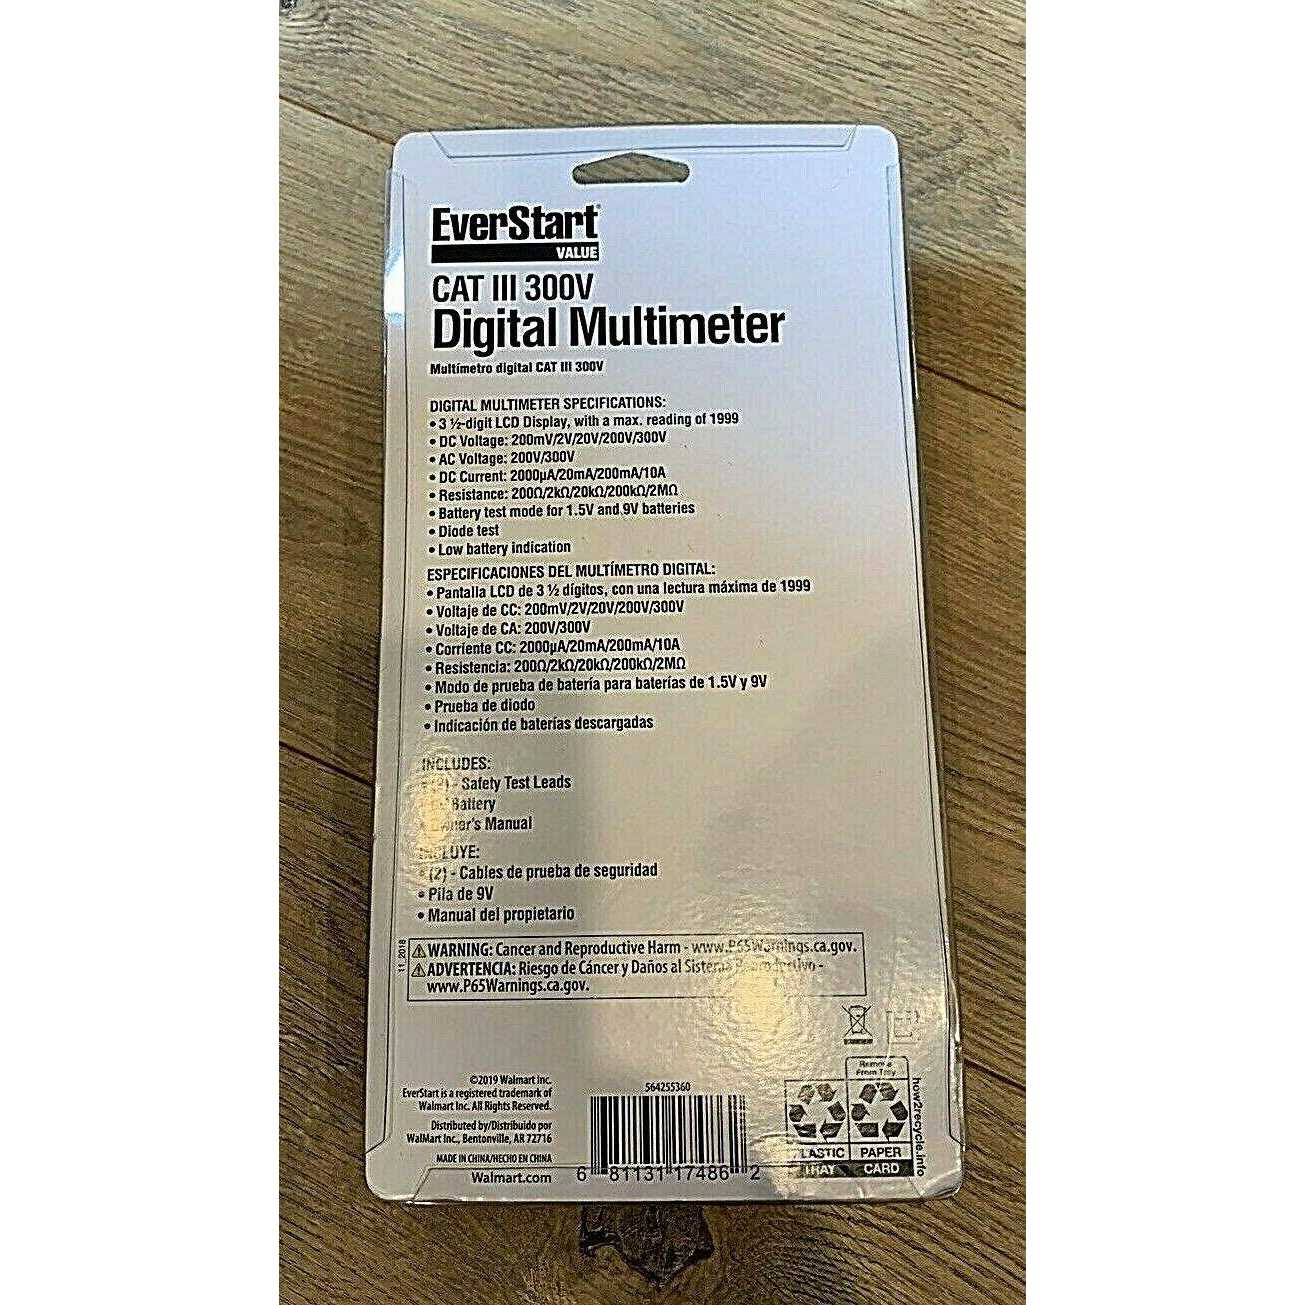 EverStart®
VALUE
CAT III 300V
Digital Multimeter
Multímetro digital CAT III 300V
DIGITAL MULTIMETER SPECIFICATIONS:
• 3 ½-digit LCD Display, with a max. reading of 1999
• DC Voltage: 200mV/2V/20V/200V/300V
• AC Voltage: 200V/300V
• DC Current: 2000µA/20mA/200mA/10A
• Resistance: 200Ω/2kΩ/20kΩ/200kΩ/2MΩ
• Battery test mode for 1.5V and 9V batteries
• Diode test
• Low battery indication
ESPECIFICACIONES DEL MULTÍMETRO DIGITAL:
• Pantalla LCD de 3 ½ dígitos, con una lectura máxima de 1999
• Voltaje de CC: 200mV/2V/20V/200V/300V
• Voltaje de CA: 200V/300V
• Corriente CC: 2000µA/20mA/200mA/10A
• Resistencia: 200Ω/2kΩ/20kΩ/200kΩ/2MΩ
• Modo de prueba de batería para baterías de 1.5V y 9V
• Prueba de diodo
• Indicación de baterías descargadas
INCLUDES:
• (2) - Safety Test Leads
Battery
• Owner's Manual
INCLUYE:
• (2) - Cables de prueba de seguridad
• Pila de 9V
• Manual del propietario
11_2018
⚠ WARNING: Cancer and Reproductive Harm - www.P65Warnings.ca.gov.
⚠ ADVERTENCIA: Riesgo de Cáncer y Daños al Sistema Reproductivo -
www.P65Warnings.ca.gov.
©2019 Walmart Inc.
EverStart is a registered trademark of
Walmart Inc. All Rights Reserved.
Distributed by/Distribuido por
WalMart Inc., Bentonville, AR 72716
MADE IN CHINA/HECHO EN CHINA
Walmart.com
564255360
6 81131 17486 2
Remove
From Tray
PLASTIC
TRAY
PAPER
CARD
how2recycle.info